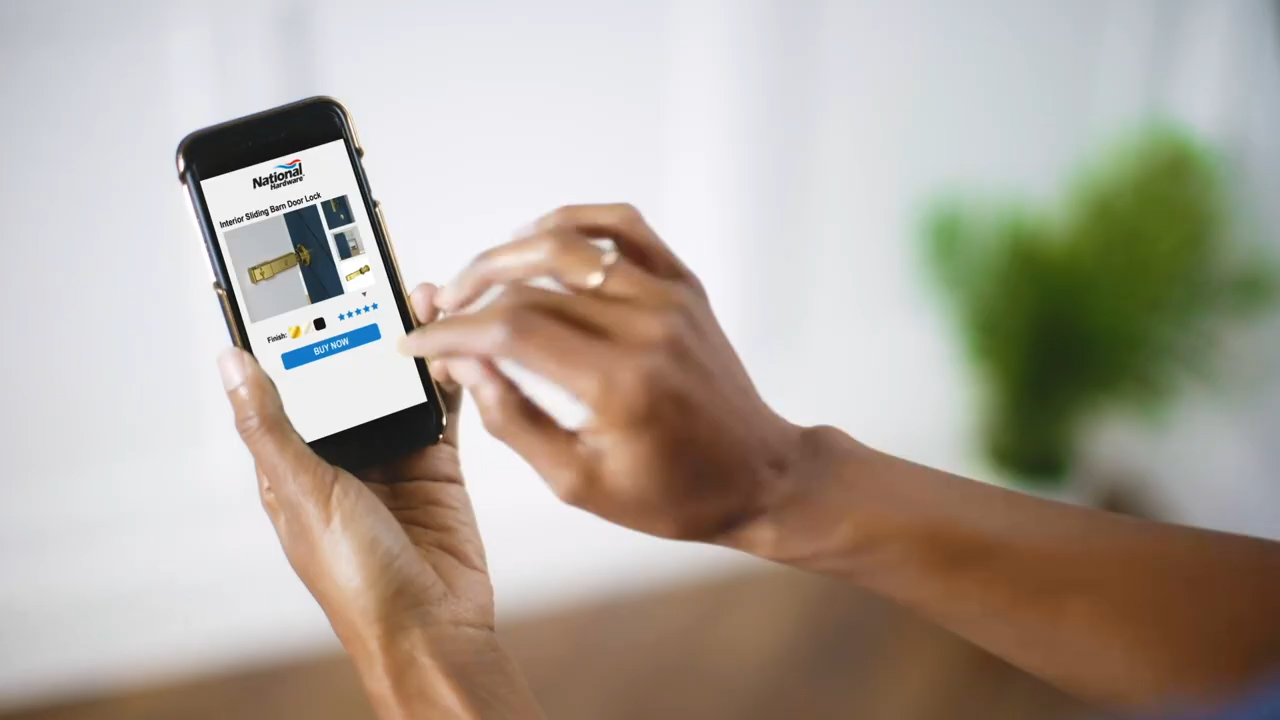 National
Hardware
Interior Sliding Barn Door Lock
Finish:
BUY NOW